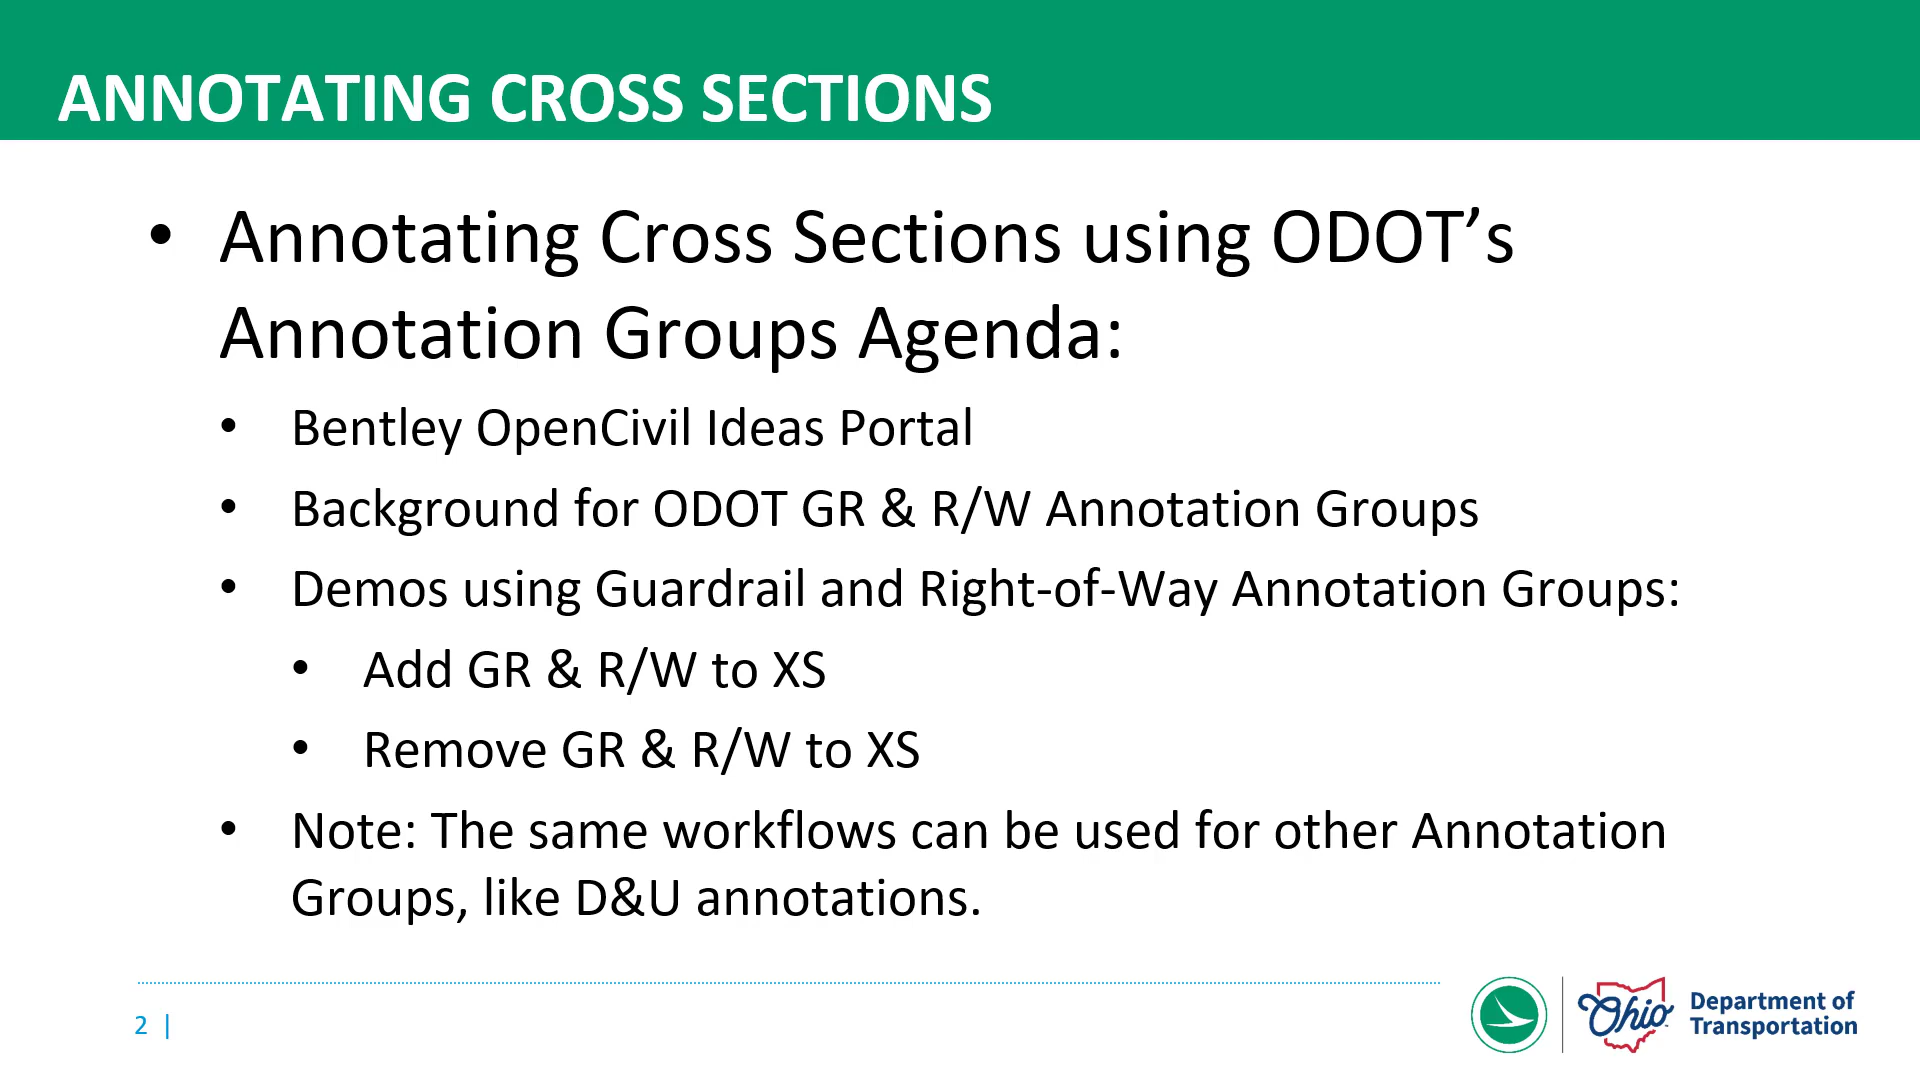 ANNOTATING CROSS SECTIONS
• Annotating Cross Sections using ODOT’s
Annotation Groups Agenda:
• Bentley OpenCivil Ideas Portal
• Background for ODOT GR & R/W Annotation Groups
• Demos using Guardrail and Right-of-Way Annotation Groups:
• Add GR & R/W to XS
• Remove GR & R/W to XS
• Note: The same workflows can be used for other Annotation
Groups, like D&U annotations.
2 |
Ohio
Department of
Transportation